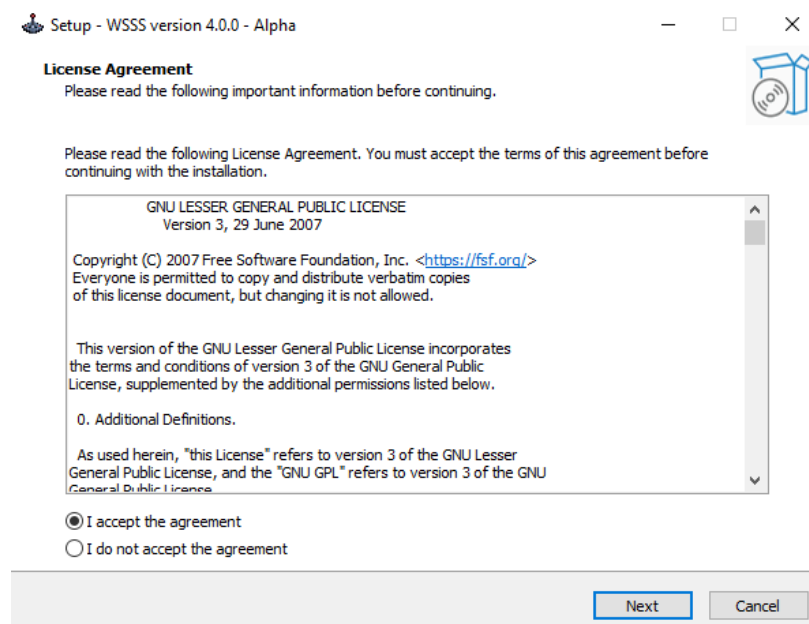 Setup - WSSS version 4.0.0 - Alpha
License Agreement
Please read the following important information before continuing.
Please read the following License Agreement. You must accept the terms of this agreement before
continuing with the installation.
GNU LESSER GENERAL PUBLIC LICENSE
Version 3, 29 June 2007
Copyright (C) 2007 Free Software Foundation, Inc. <https://fsf.org/>
Everyone is permitted to copy and distribute verbatim copies
of this license document, but changing it is not allowed.
This version of the GNU Lesser General Public License incorporates
the terms and conditions of version 3 of the GNU General Public
License, supplemented by the additional permissions listed below.
0. Additional Definitions.
As used herein, "this License" refers to version 3 of the GNU Lesser
General Public License, and the "GNU GPL" refers to version 3 of the GNU
General Public License
I accept the agreement
I do not accept the agreement
Next
Cancel